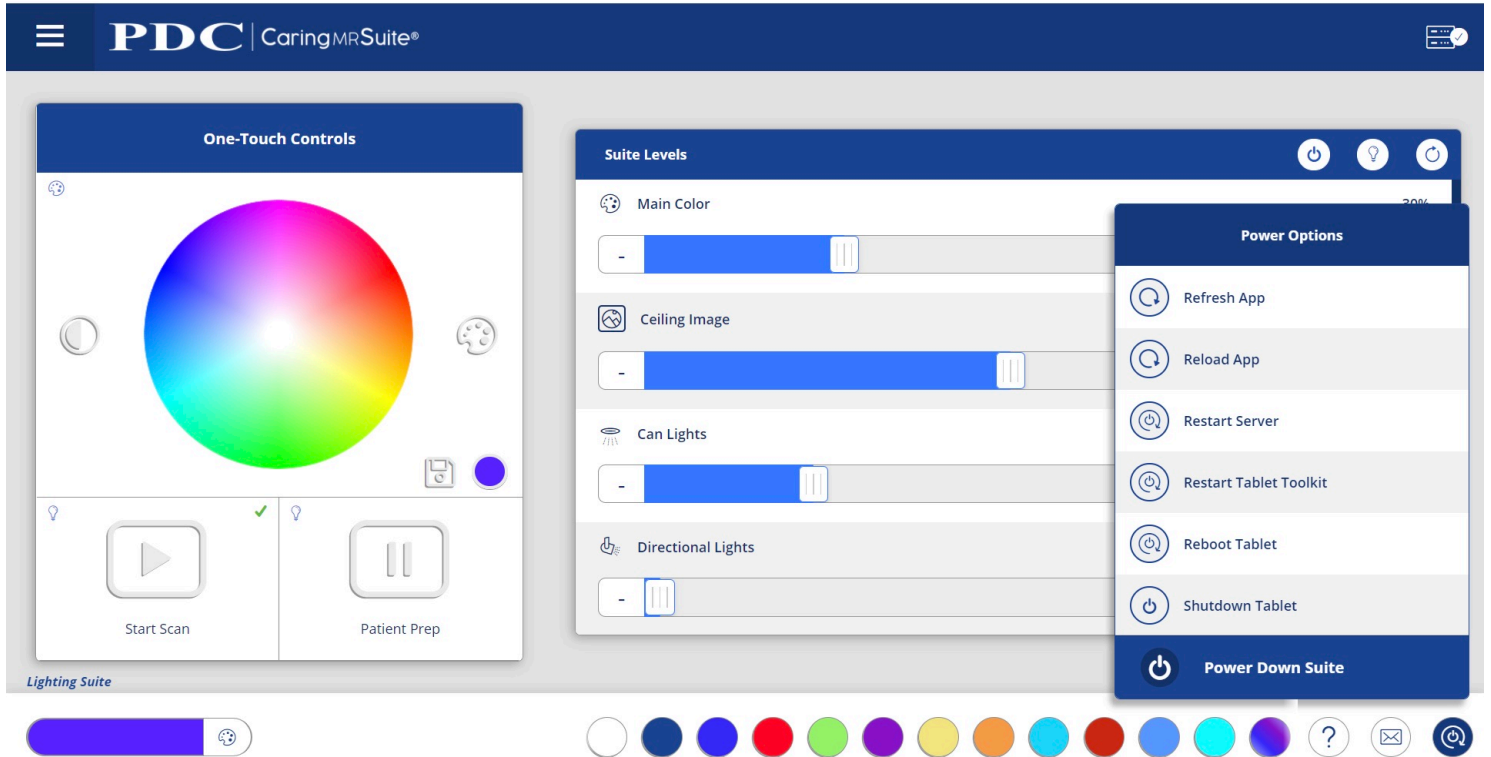 PDC | CaringMRSuite®
One-Touch Controls
Start Scan
Patient Prep
Suite Levels
Main Color
30%
-
Ceiling Image
-
Can Lights
-
Directional Lights
-
Power Options
Refresh App
Reload App
Restart Server
Restart Tablet Toolkit
Reboot Tablet
Shutdown Tablet
Power Down Suite
Lighting Suite
?